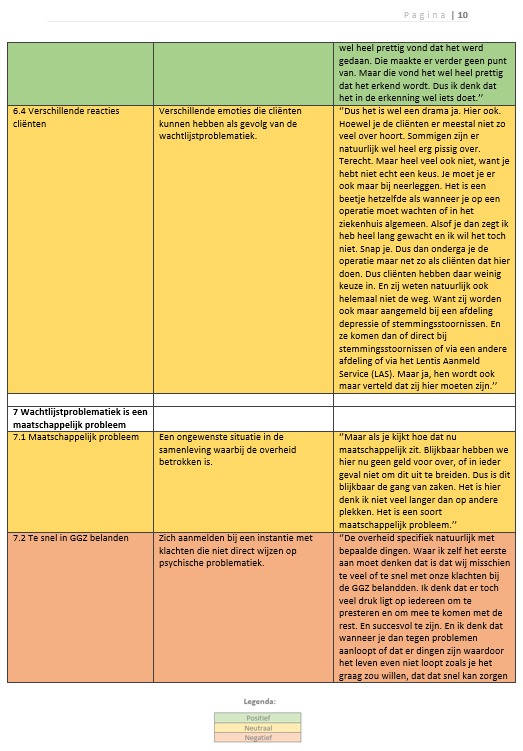 Pagina | 10
wel heel prettig vond dat het werd
gedaan. Die maakte er verder geen punt
van. Maar die vond het wel heel prettig
dat het erkend wordt. Dus ik denk dat
het in de erkenning wel iets doet.’’
6.4 Verschillende reacties
cliënten
Verschillende emoties die cliënten
kunnen hebben als gevolg van de
wachtlijstproblematiek.
‘’Dus het is wel een drama ja. Hier ook.
Hoewel je de cliënten er meestal niet zo
veel over hoort. Sommigen zijn er
natuurlijk wel heel erg pissig over.
Terecht. Maar heel veel ook niet, want je
hebt niet echt een keus. Je moet je er
ook maar bij neerleggen. Het is een
beetje hetzelfde als wanneer je op een
operatie moet wachten of in het
ziekenhuis algemeen. Alsof je dan zegt ik
heb heel lang gewacht en ik wil het toch
niet. Snap je. Dus dan onderga je de
operatie maar net zo als cliënten dat hier
doen. Dus cliënten hebben daar weinig
keuze in. En zij weten natuurlijk ook
helemaal niet de weg. Want zij worden
ook maar aangemeld bij een afdeling
depressie of stemmingsstoornissen. En
ze komen dan of direct bij
stemmingsstoornissen of via een andere
afdeling of via het Lentis Aanmeld
Service (LAS). Maar ja, hen wordt ook
maar verteld dat zij hier moeten zijn.’’
7 Wachtlijstproblematiek is een
maatschappelijk probleem
7.1 Maatschappelijk probleem
Een ongewenste situatie in de
samenleving waarbij de overheid
betrokken is.
‘’Maar als je kijkt hoe dat nu
maatschappelijk zit. Blijkbaar hebben we
hier nu geen geld voor over, of in ieder
geval niet om dit uit te breiden. Dus is dit
blijkbaar de gang van zaken. Het is hier
denk ik niet veel langer dan op andere
plekken. Het is een soort
maatschappelijk probleem.’’
7.2 Te snel in GGZ belanden
Zich aanmelden bij een instantie met
klachten die niet direct wijzen op
psychische problematiek.
‘’De overheid specifiek natuurlijk met
bepaalde dingen. Waar ik zelf het eerste
aan moet denken dat is dat wij misschien
te veel of te snel met onze klachten bij
de GGZ belandden. Ik denk dat er toch
veel druk ligt op iedereen om te
presteren en om mee te komen met de
rest. En succesvol te zijn. En ik denk dat
wanneer je dan tegen problemen
aanloopt of dat er dingen zijn waardoor
het leven even niet loopt zoals je het
graag zou willen, dat dat snel kan zorgen
Legenda:
Positief
Neutraal
Negatief